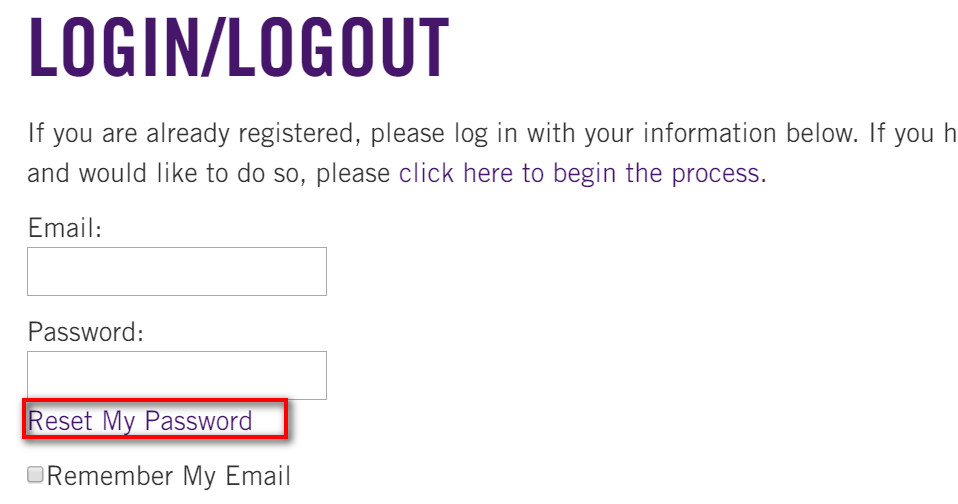 LOGIN/LOGOUT
If you are already registered, please log in with your information below. If you h
and would like to do so, please click here to begin the process.
Email:
Password:
Reset My Password
Remember My Email